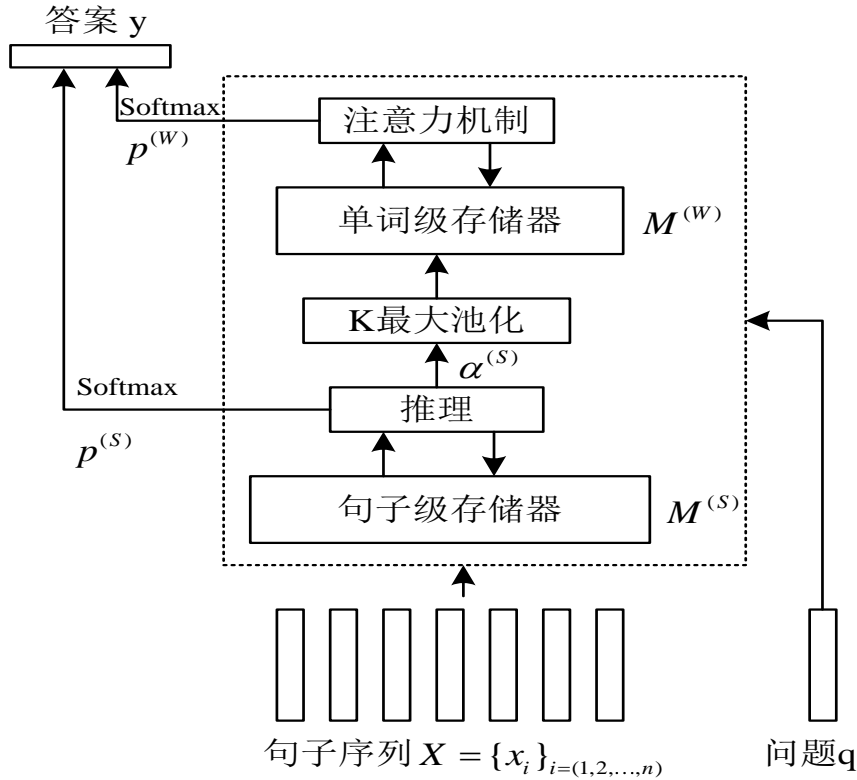 答案 y
Softmax
p^{(W)}
注意力机制
单词级存储器
M^{(W)}
K最大池化
α^{(S)}
Softmax
推理
p^{(S)}
句子级存储器
M^{(S)}
句子序列 X = {x_i}_{i=(1,2,…,n)}
问题q